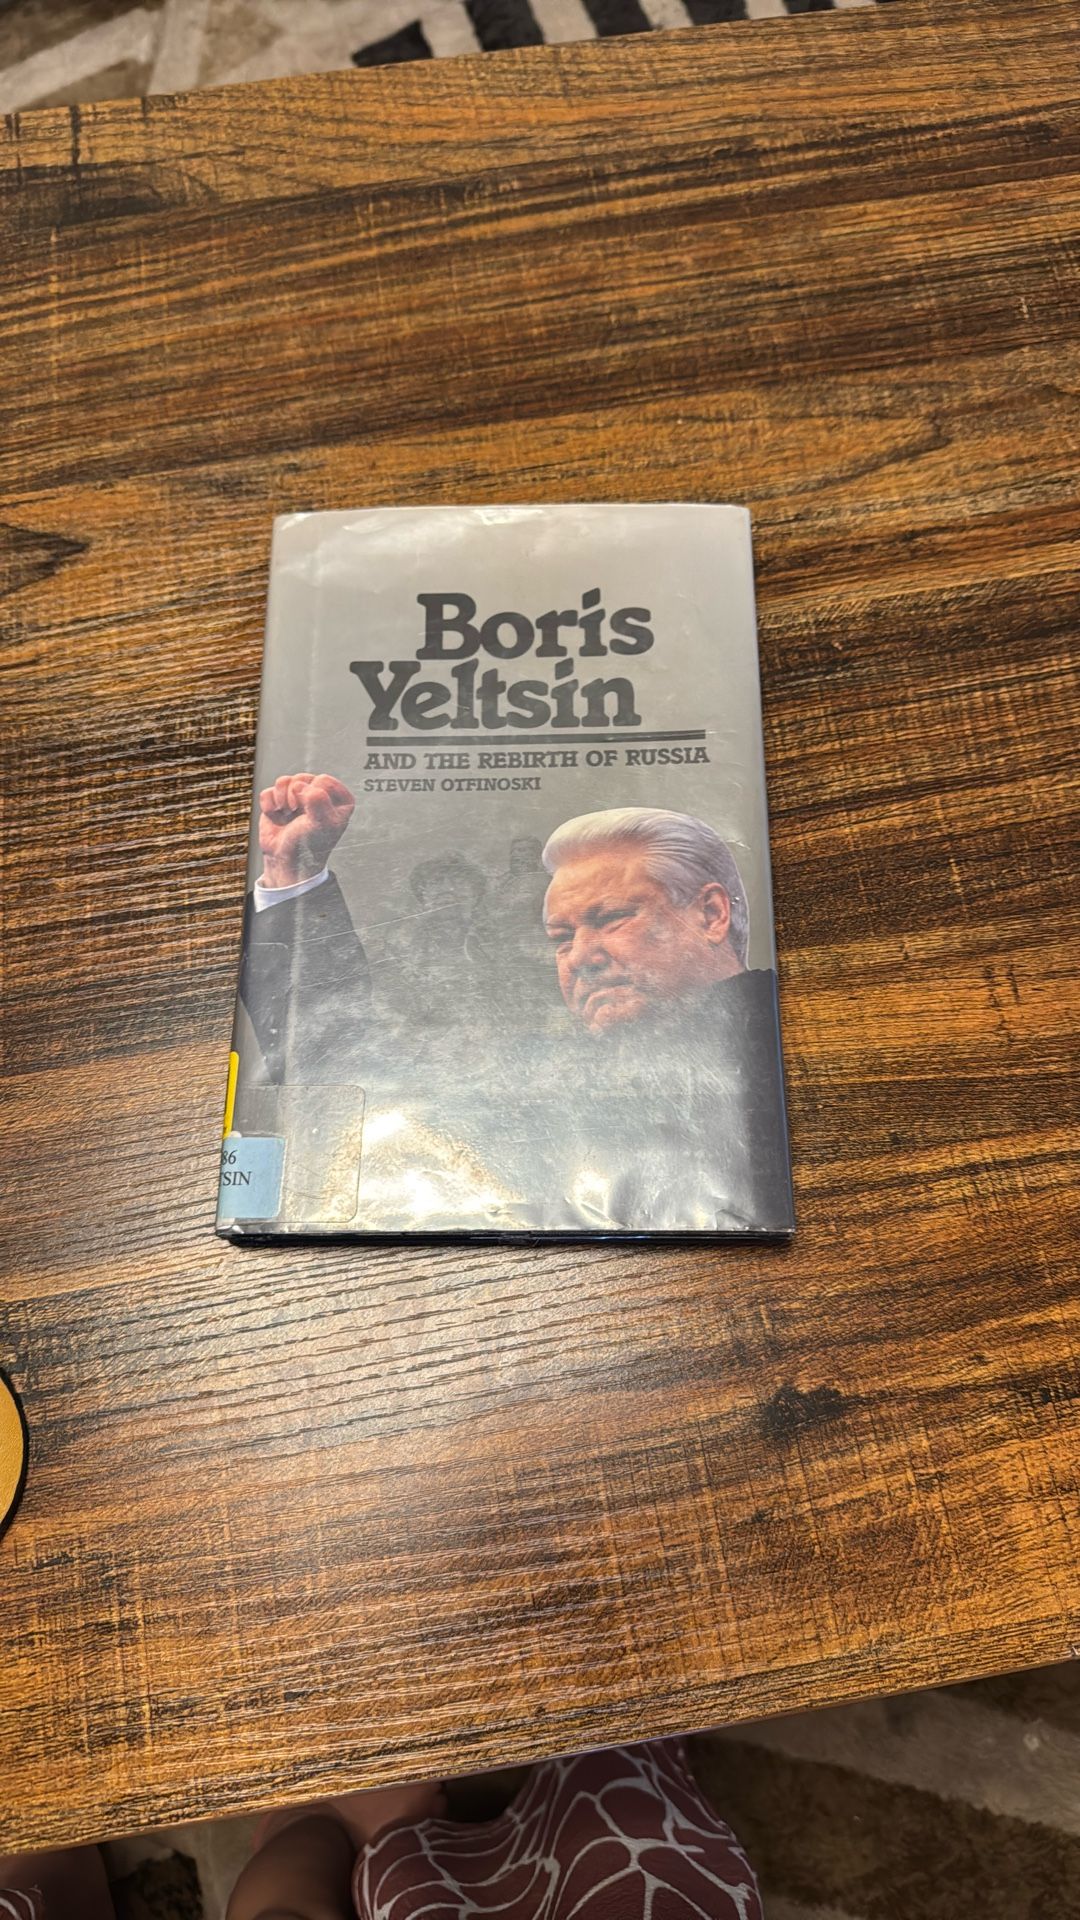 Boris
Yeltsin
AND THE REBIRTH OF RUSSIA
STEVEN OTFINOSKI
86
SIN